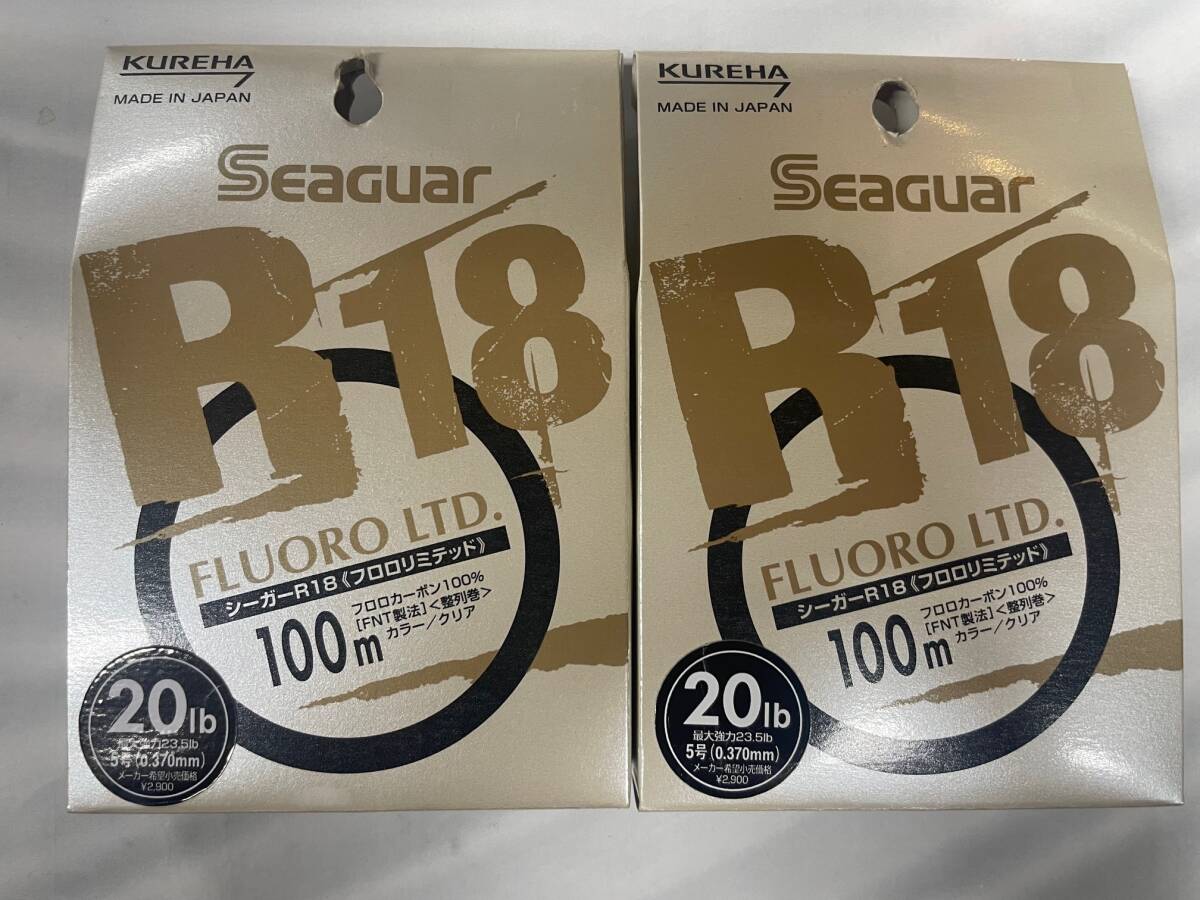 KUREHA
MADE IN JAPAN
Seaguar
R18
FLUORO LTD.
シーガーR18《フロロリミテッド》
フロロカーボン100%
[FNT製法]<整列巻>
カラー/クリア
100m
20lb
最大強力23.5lb
5号(0.370mm)
メーカー希望小売価格
¥2,900
KUREHA
MADE IN JAPAN
Seaguar
R18
FLUORO LTD.
シーガーR18《フロロリミテッド》
フロロカーボン100%
[FNT製法]<整列巻>
カラー/クリア
100m
20lb
最大強力23.5lb
5号(0.370mm)
メーカー希望小売価格
¥2,900